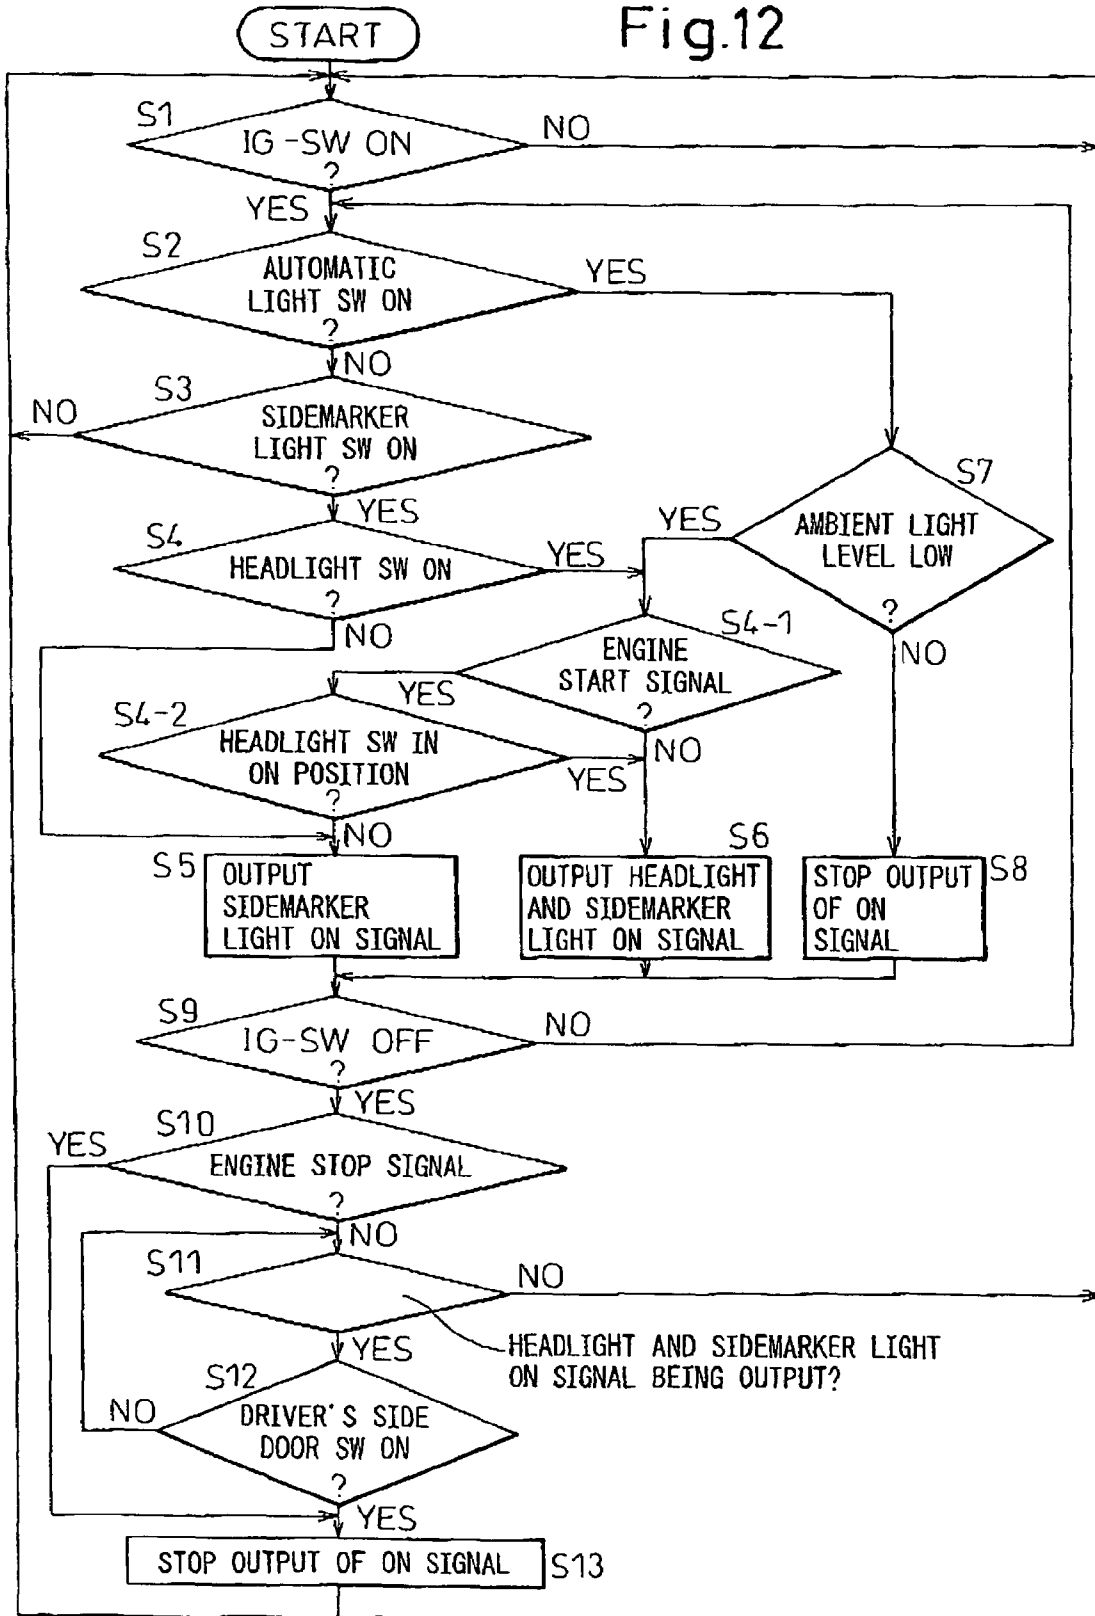 Fig.12
START
S1
IG-SW ON
?
NO
YES
S2
AUTOMATIC
LIGHT SW ON
?
YES
NO
S3
NO
SIDEMARKER
LIGHT SW ON
?
YES
S7
AMBIENT LIGHT
LEVEL LOW
?
YES
NO
S4
HEADLIGHT SW ON
?
YES
NO
S4-1
ENGINE
START SIGNAL
?
YES
NO
S4-2
HEADLIGHT SW IN
ON POSITION
?
YES
NO
S5
OUTPUT
SIDEMARKER
LIGHT ON SIGNAL
S6
OUTPUT HEADLIGHT
AND SIDEMARKER
LIGHT ON SIGNAL
S8
STOP OUTPUT
OF ON
SIGNAL
S9
IG-SW OFF
?
NO
YES
S10
YES
ENGINE STOP SIGNAL
?
NO
S11
NO
YES
HEADLIGHT AND SIDEMARKER LIGHT
ON SIGNAL BEING OUTPUT?
S12
NO
DRIVER'S SIDE
DOOR SW ON
?
YES
STOP OUTPUT OF ON SIGNAL
S13